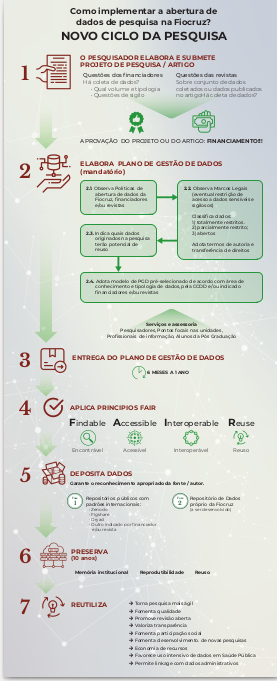 Como implementar a abertura de
dados de pesquisa na Fiocruz?
NOVO CICLO DA PESQUISA
1
O PESQUISADOR ELABORA E SUBMETE
PROJETO DE PESQUISA / ARTIGO
Questões dos financiadores
Há coleta de dados?
- Qual volume e tipologia
- Questões de sigilo
Questões das revistas
Sobre conjunto de dados
coletados ou dados publicados
no artigo Há coleta de dados?
APROVAÇÃO DO PROJETO OU DO ARTIGO: FINANCIAMENTO!!
2
ELABORA PLANO DE GESTÃO DE DADOS
(mandatório)
2.1 Observa Políticas de
abertura de dados da
Fiocruz, financiadores
e/ou revistas
2.2 Observa Marcos Legais
(eventual restrição de
acesso a dados sensíveis e
sigilosos)
Classifica dados:
1) totalmente restritos,
2) parcialmente restrito;
3) abertos
Adota termos de autoria e
transferência de direitos
2.3. Indica quais dados
originados na pesquisa
terão potencial de
reuso
2.4. Adota modelo de PGD pré-selecionado de acordo com área de
conhecimento e tipologia de dados, pela CGDD e/ou indicado
financiadores e/ou revistas
Serviços e assessoria
Pesquisadores, Pontos focais nas unidades,
Profissionais de informação, Alunos da Pós Graduação
3
ENTREGA DO PLANO DE GESTÃO DE DADOS
6 MESES A 1 ANO
4
APLICA PRINCIPIOS FAIR
Findable Accessible Interoperable Reuse
Encontrável Acessível Interoperável Reuso
5
DEPOSITA DADOS
Garante o reconhecimento apropriado da fonte / autor.
1
Repositórios públicos com
padrões internacionais:
- Zenodo
- Figshare
- Dryad
- Outro indicado por financiador
e/ou revista
2
Repositório de Dados
próprio da Fiocruz
6
PRESERVA
(10 anos)
Memória institucional Reprodutibilidade Reuso
7
REUTILIZA
→ Torna pesquisa mais ágil
→ Fomenta qualidade
→ Promove revisão aberta
→ Valoriza transparência
→ Fomenta participação social
→ Fomenta desenvolvimento de novas pesquisas
→ Economia de recursos
→ Favorece uso intensivo de dados em Saúde Pública
→ Permite linkage com dados administrativos